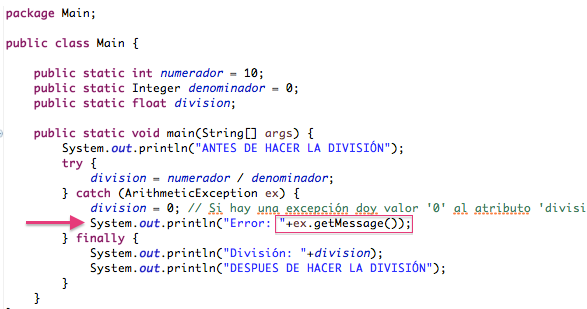 package Main;
public class Main {
public static int numerador = 10;
public static Integer denominador = 0;
public static float division;
public static void main(String[] args) {
System.out.println("ANTES DE HACER LA DIVISIÓN");
try {
division = numerador / denominador;
} catch (ArithmeticException ex) {
division = 0; // Si hay una excepción doy valor '0' al atributo 'divisi
System.out.println("Error: "+ex.getMessage());
} finally {
System.out.println("División: "+division);
System.out.println("DESPUES DE HACER LA DIVISIÓN");
}
}